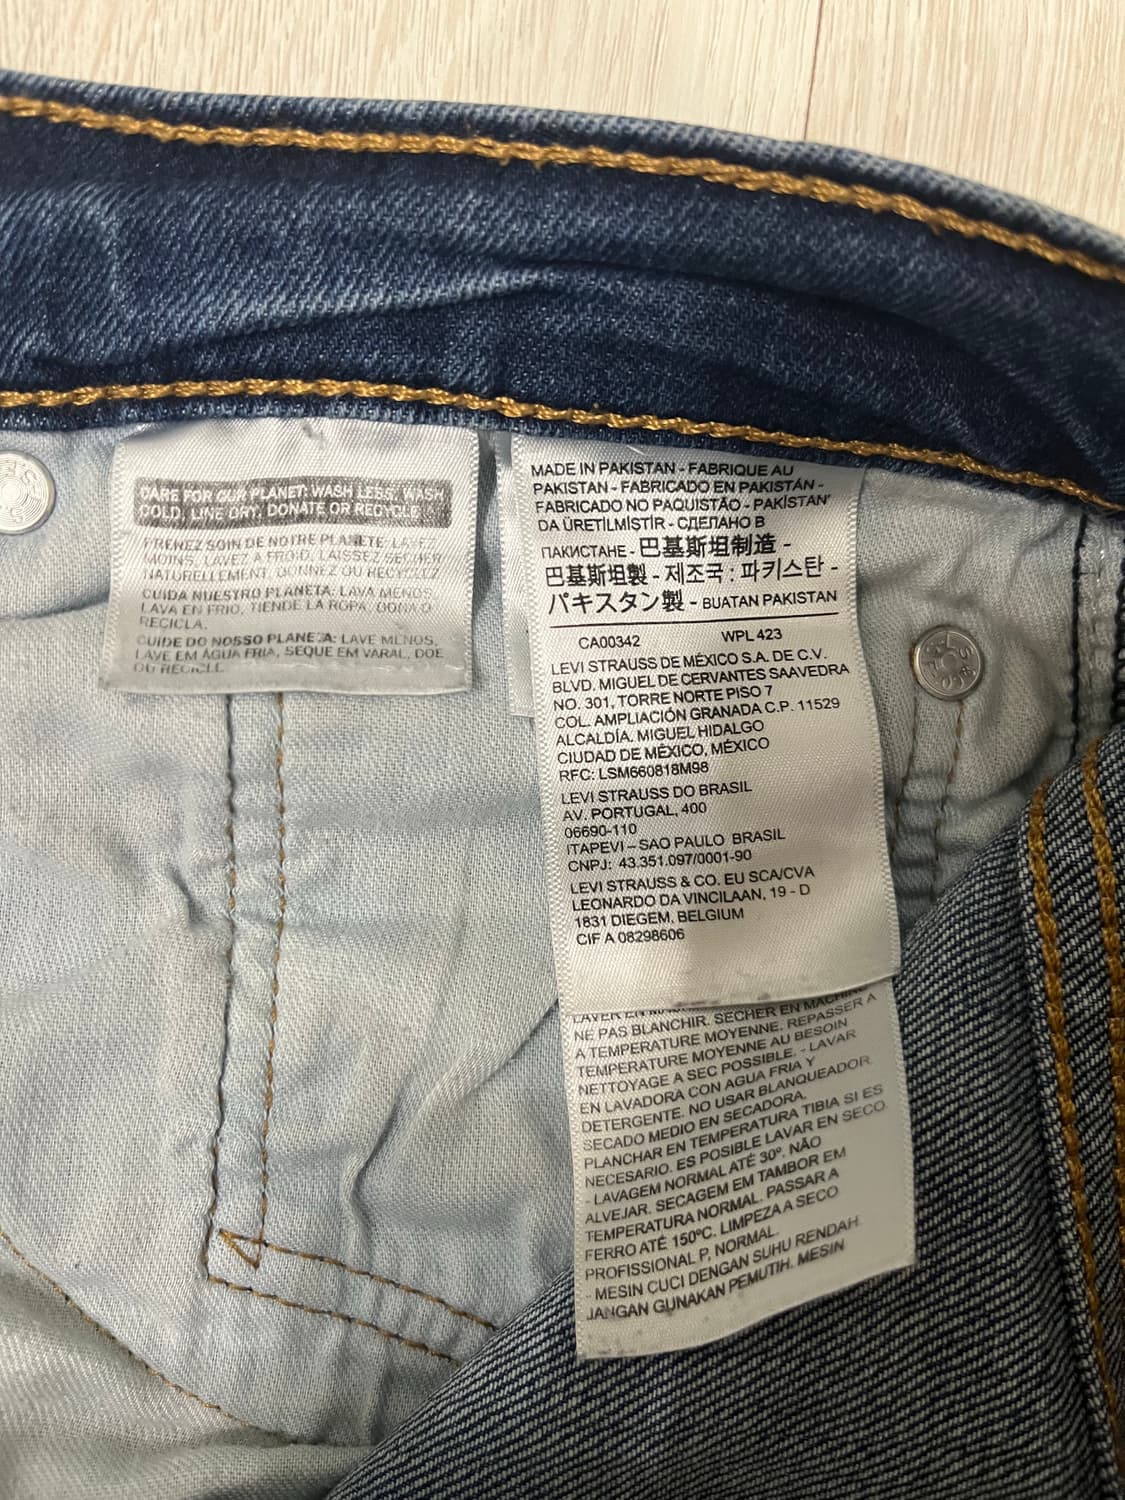 CARE FOR OUR PLANET: WASH LESS, WASH
COLD, LINE DRY, DONATE OR RECYCLE
PRENEZ SOIN DE NOTRE PLANÈTE: LAVEZ
MOINS, LAVEZ A FROID, LAISSEZ SECHER
NATURELLEMENT, DONNEZ OU RECYCLEZ
CUIDA NUESTRO PLANETA: LAVA MENOS,
LAVA EN FRIO, TIENDE LA ROPA, DONA O
RECICLA.
CUIDE DO NOSSO PLANETA: LAVE MENOS,
LAVE EM ÁGUA FRIA, SEQUE EM VARAL, DOE
OU RECICLE
MADE IN PAKISTAN - FABRIQUE AU
PAKISTAN - FABRICADO EN PAKISTÁN -
FABRICADO NO PAQUISTÃO - PAKİSTAN'
DA ÜRETİLMİSTİR - СДЕЛАНО В
ПАКИСТАНЕ - 巴基斯坦制造 -
巴基斯坦製 - 제조국 : 파키스탄 -
パキスタン製 - BUATAN PAKISTAN
CA00342 WPL 423
LEVI STRAUSS DE MÉXICO S.A. DE C.V.
BLVD. MIGUEL DE CERVANTES SAAVEDRA
NO. 301, TORRE NORTE PISO 7
COL. AMPLIACIÓN GRANADA C.P. 11529
ALCALDÍA. MIGUEL HIDALGO
CIUDAD DE MÉXICO, MÉXICO
RFC: LSM660818M98
LEVI STRAUSS DO BRASIL
AV. PORTUGAL, 400
06690-110
ITAPEVI – SAO PAULO BRASIL
CNPJ: 43.351.097/0001-90
LEVI STRAUSS & CO. EU SCA/CVA
LEONARDO DA VINCILAAN, 19 - D
1831 DIEGEM, BELGIUM
CIF A 08298606
LAVER EN
NE PAS BLANCHIR. SECHER EN MACHINE
A TEMPERATURE MOYENNE. REPASSER A
TEMPERATURE MOYENNE AU BESOIN
NETTOYAGE A SEC POSSIBLE. - LAVAR
EN LAVADORA CON AGUA FRIA Y
DETERGENTE. NO USAR BLANQUEADOR.
SECADO MEDIO EN SECADORA.
PLANCHAR EN TEMPERATURA TIBIA SI ES
NECESARIO. ES POSIBLE LAVAR EN SECO.
- LAVAGEM NORMAL ATÉ 30º. NÃO
ALVEJAR. SECAGEM EM TAMBOR EM
TEMPERATURA NORMAL. PASSAR A
FERRO ATÉ 150ºC. LIMPEZA A SECO
PROFISSIONAL P, NORMAL.
- MESIN CUCI DENGAN SUHU RENDAH.
JANGAN GUNAKAN PEMUTIH. MESIN